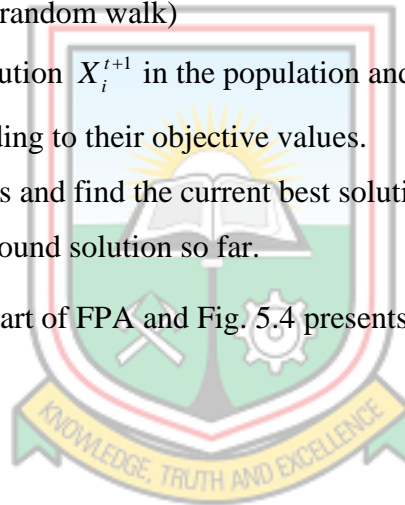 random walk)
ution X_i^{t+1} in the population and
ding to their objective values.
s and find the current best soluti
ound solution so far.
art of FPA and Fig. 5.4 presents
KNOWLEDGE, TRUTH AND EXCELLENCE